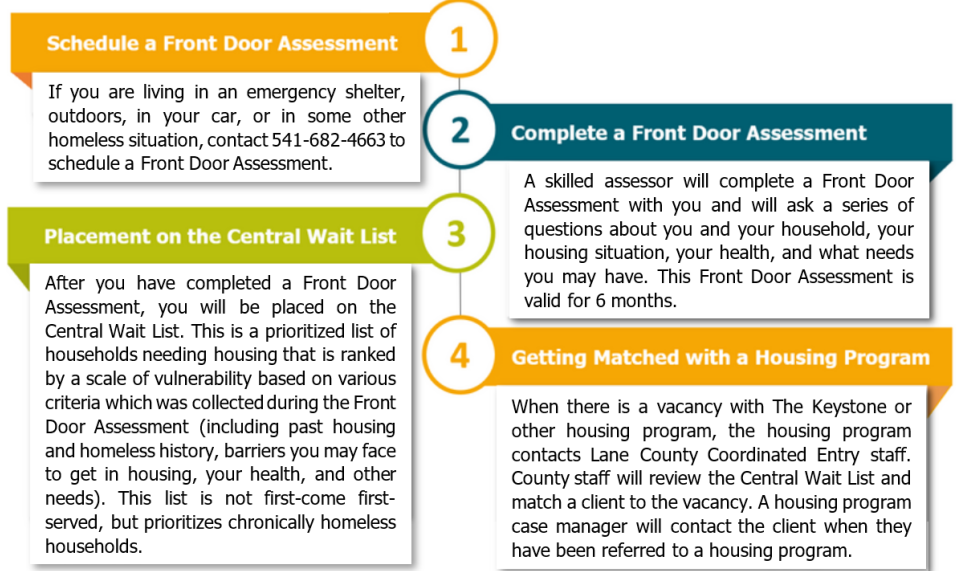 1
Schedule a Front Door Assessment
If you are living in an emergency shelter,
outdoors, in your car, or in some other
homeless situation, contact 541-682-4663 to
schedule a Front Door Assessment.
2
Complete a Front Door Assessment
A skilled assessor will complete a Front Door
Assessment with you and will ask a series of
questions about you and your household, your
housing situation, your health, and what needs
you may have. This Front Door Assessment is
valid for 6 months.
3
Placement on the Central Wait List
After you have completed a Front Door
Assessment, you will be placed on the
Central Wait List. This is a prioritized list of
households needing housing that is ranked
by a scale of vulnerability based on various
criteria which was collected during the Front
Door Assessment (including past housing
and homeless history, barriers you may face
to get in housing, your health, and other
needs). This list is not first-come first-
served, but prioritizes chronically homeless
households.
4
Getting Matched with a Housing Program
When there is a vacancy with The Keystone or
other housing program, the housing program
contacts Lane County Coordinated Entry staff.
County staff will review the Central Wait List and
match a client to the vacancy. A housing program
case manager will contact the client when they
have been referred to a housing program.